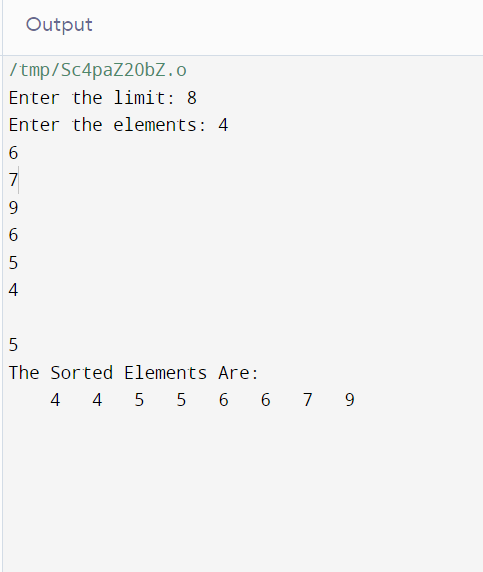 Output
/tmp/Sc4paZ2ObZ.o
Enter the limit: 8
Enter the elements: 4
6
7
9
6
5
4
5
The Sorted Elements Are:
4 4 5 5 6 6 7 9